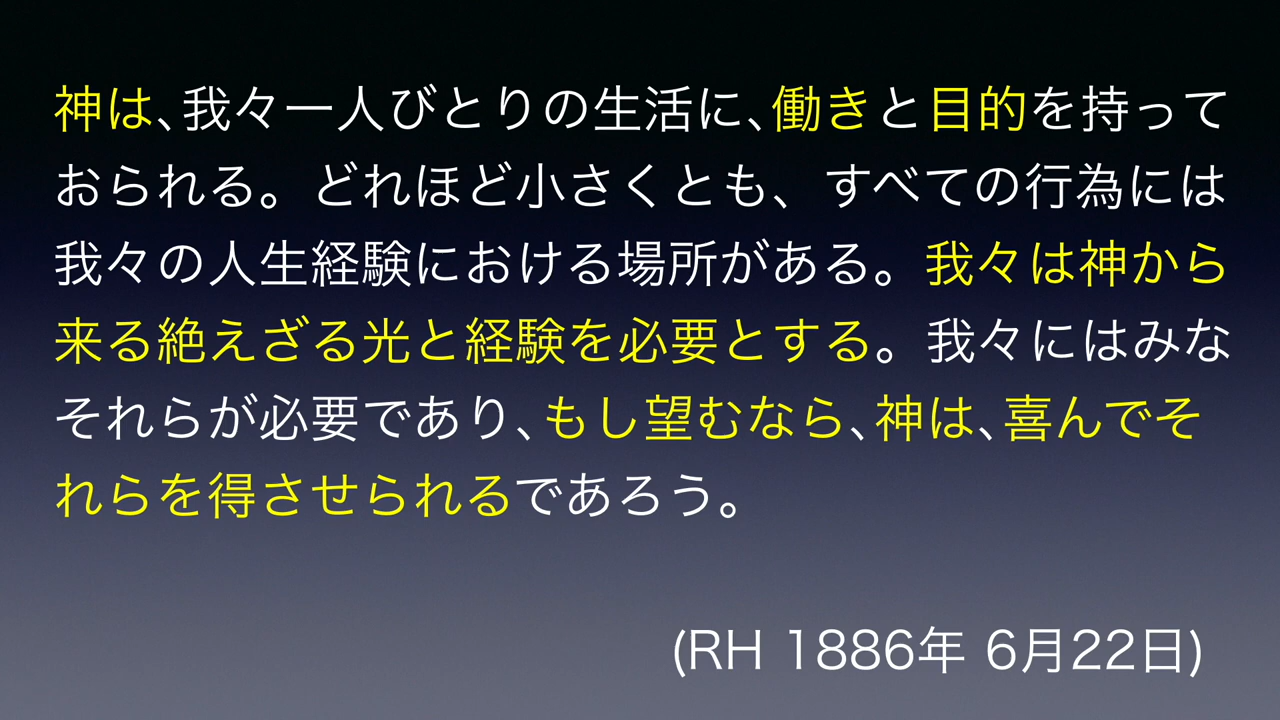 神は、我々一人びとりの生活に、働きと目的を持って
おられる。どれほど小さくとも、すべての行為には
我々の人生経験における場所がある。我々は神から
来る絶えざる光と経験を必要とする。我々にはみな
それらが必要であり、もし望むなら、神は、喜んでそ
れらを得させられるであろう。
(RH 1886年 6月22日)